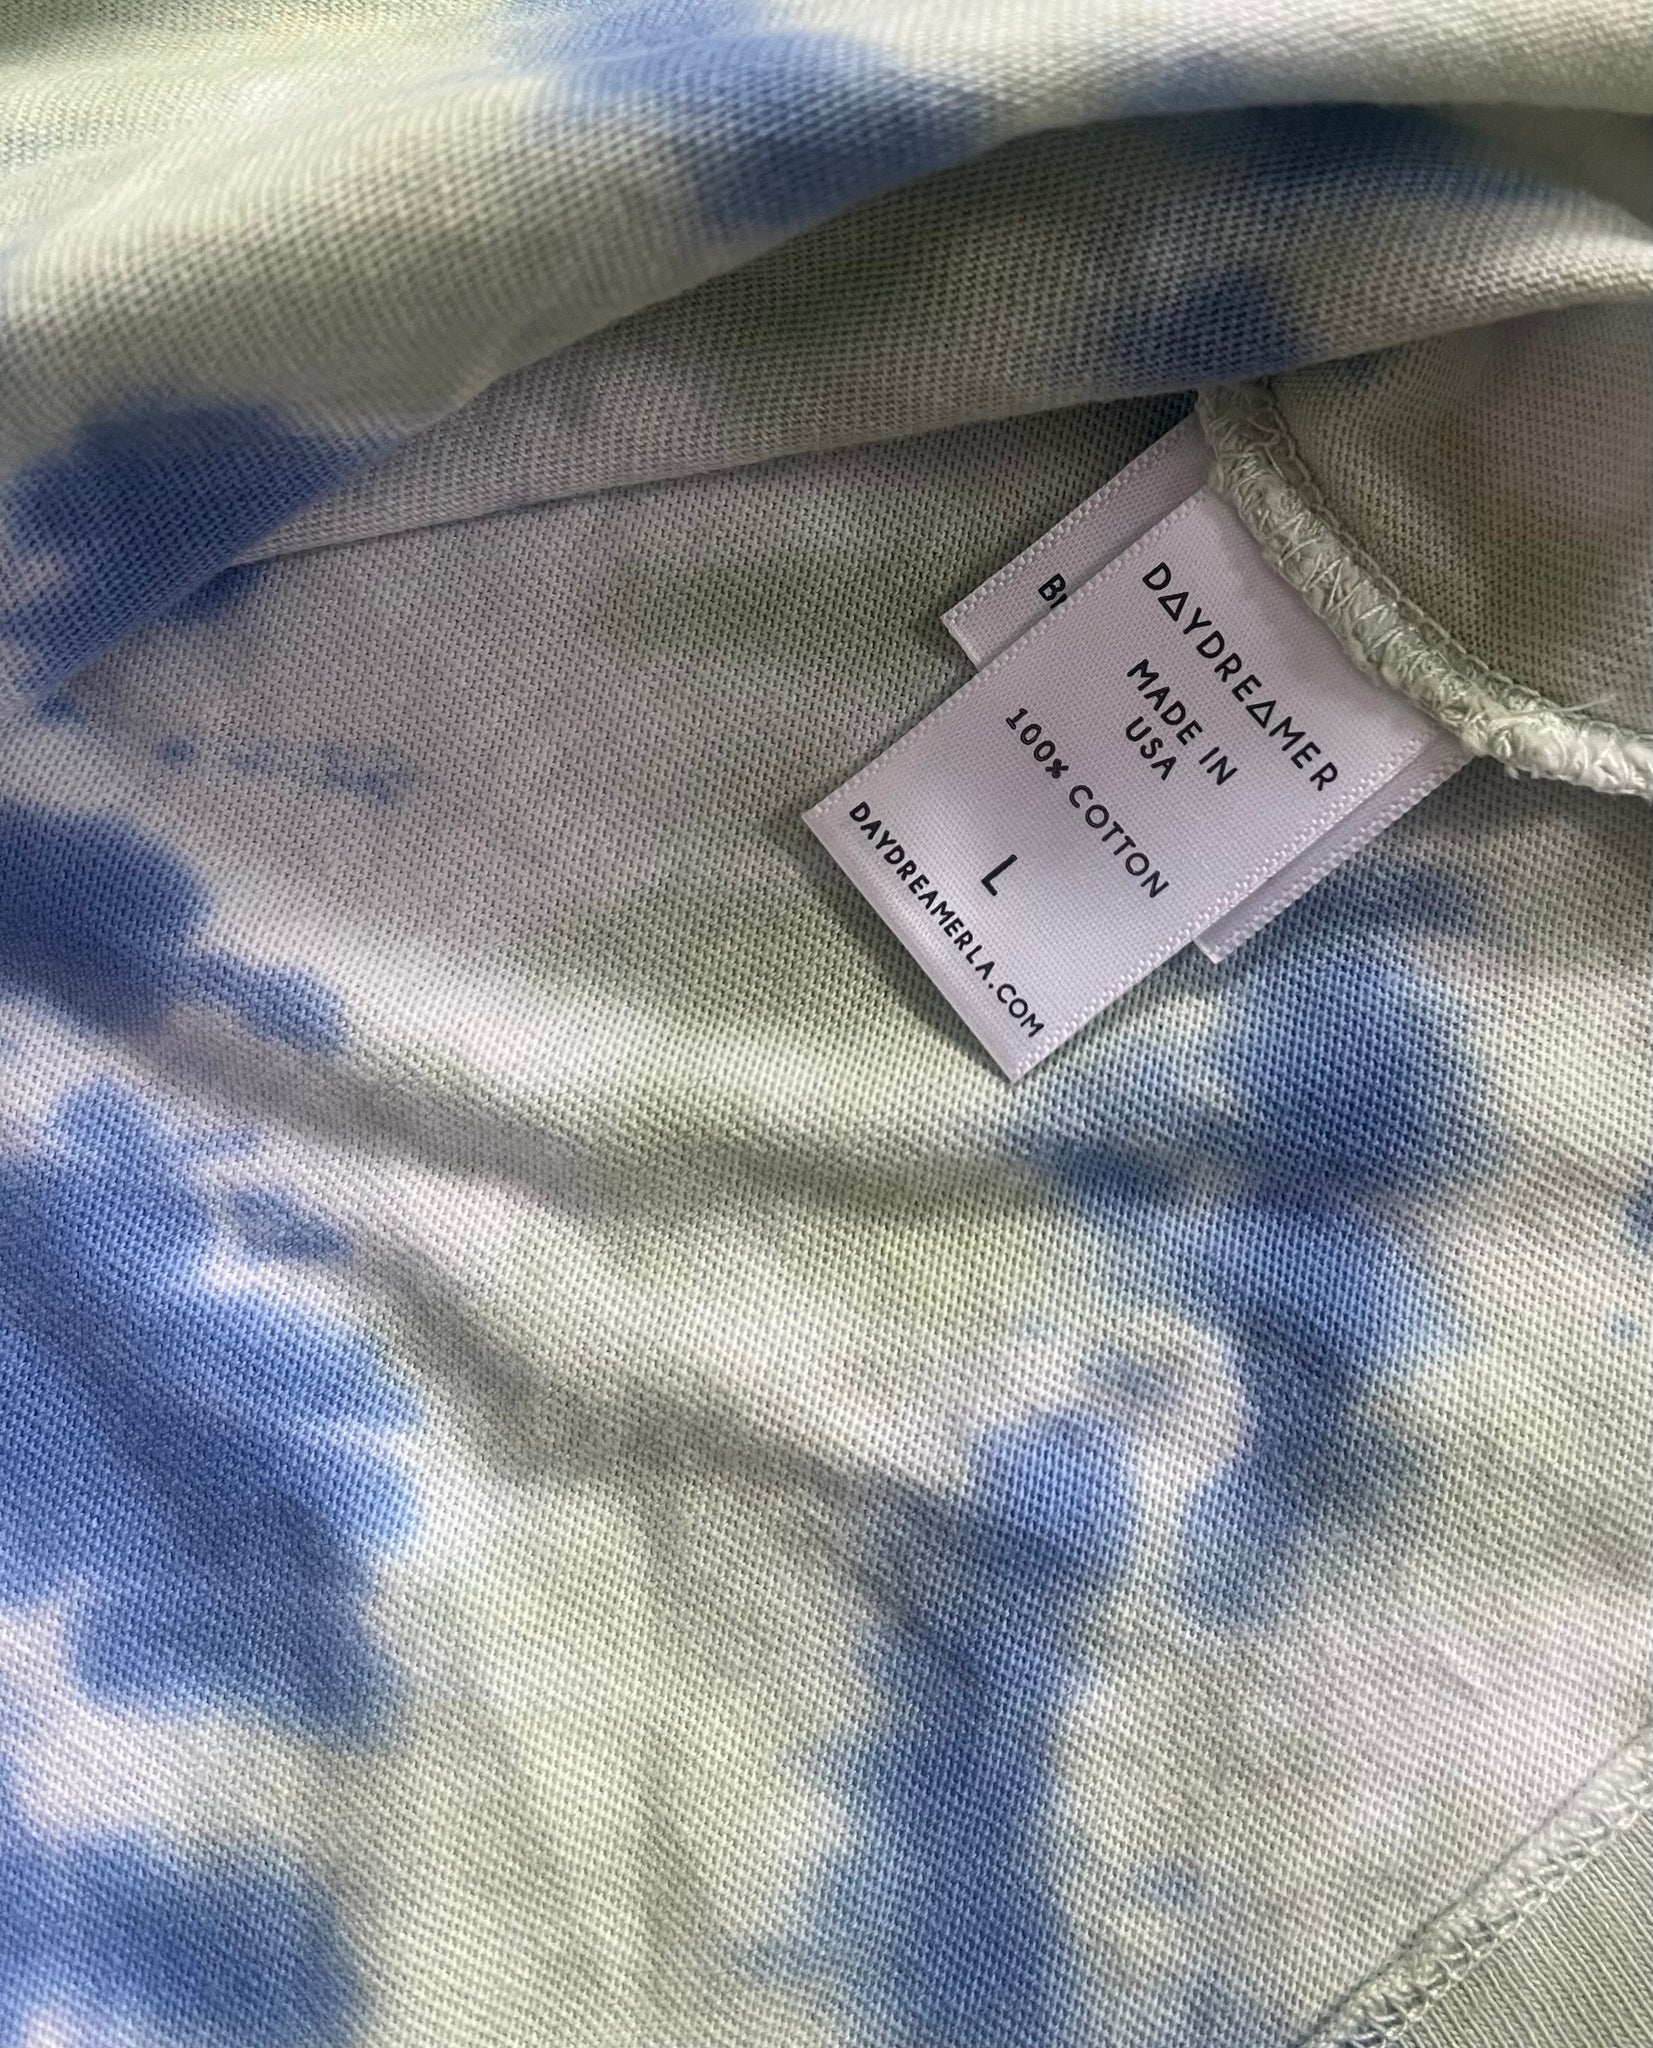 DAYDREAMER
MADE IN
USA
100% COTTON
L
DAYDREAMERLA.COM